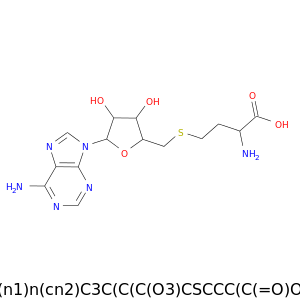 O
HO OH
OH
S
N N
O NH2
H2N N
N
(n1)n(cn2)C3C(C(C(O3)CSCCC(C(=O)O